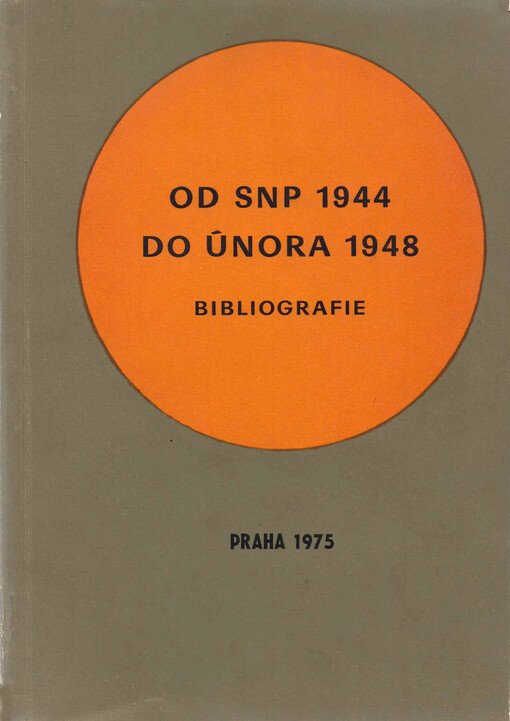 OD SNP 1944
DO ÚNORA 1948
BIBLIOGRAFIE
PRAHA 1975